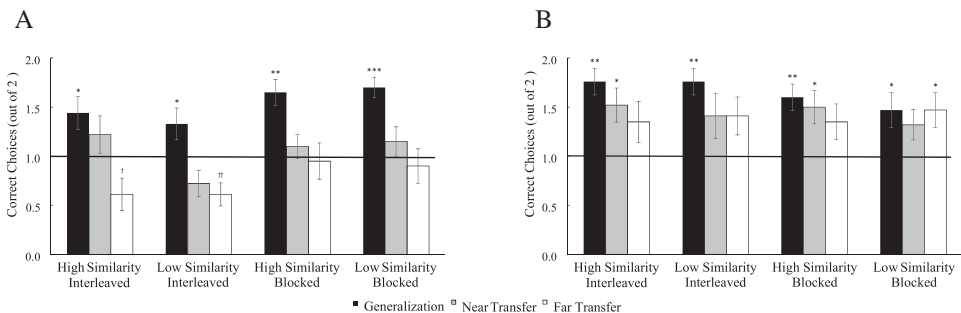 A
B
Correct Choices (out of 2 )
2.0
1.5
1.0
0.5
0.0
*
†
*
††
**
***
High Similarity Interleaved
Low Similarity Interleaved
High Similarity Blocked
Low Similarity Blocked
Correct Choices (out of 2)
2.0
1.5
1.0
0.5
0.0
**
*
**
**
*
*
*
High Similarity Interleaved
Low Similarity Interleaved
High Similarity Blocked
Low Similarity Blocked
Generalization Near Transfer Far Transfer